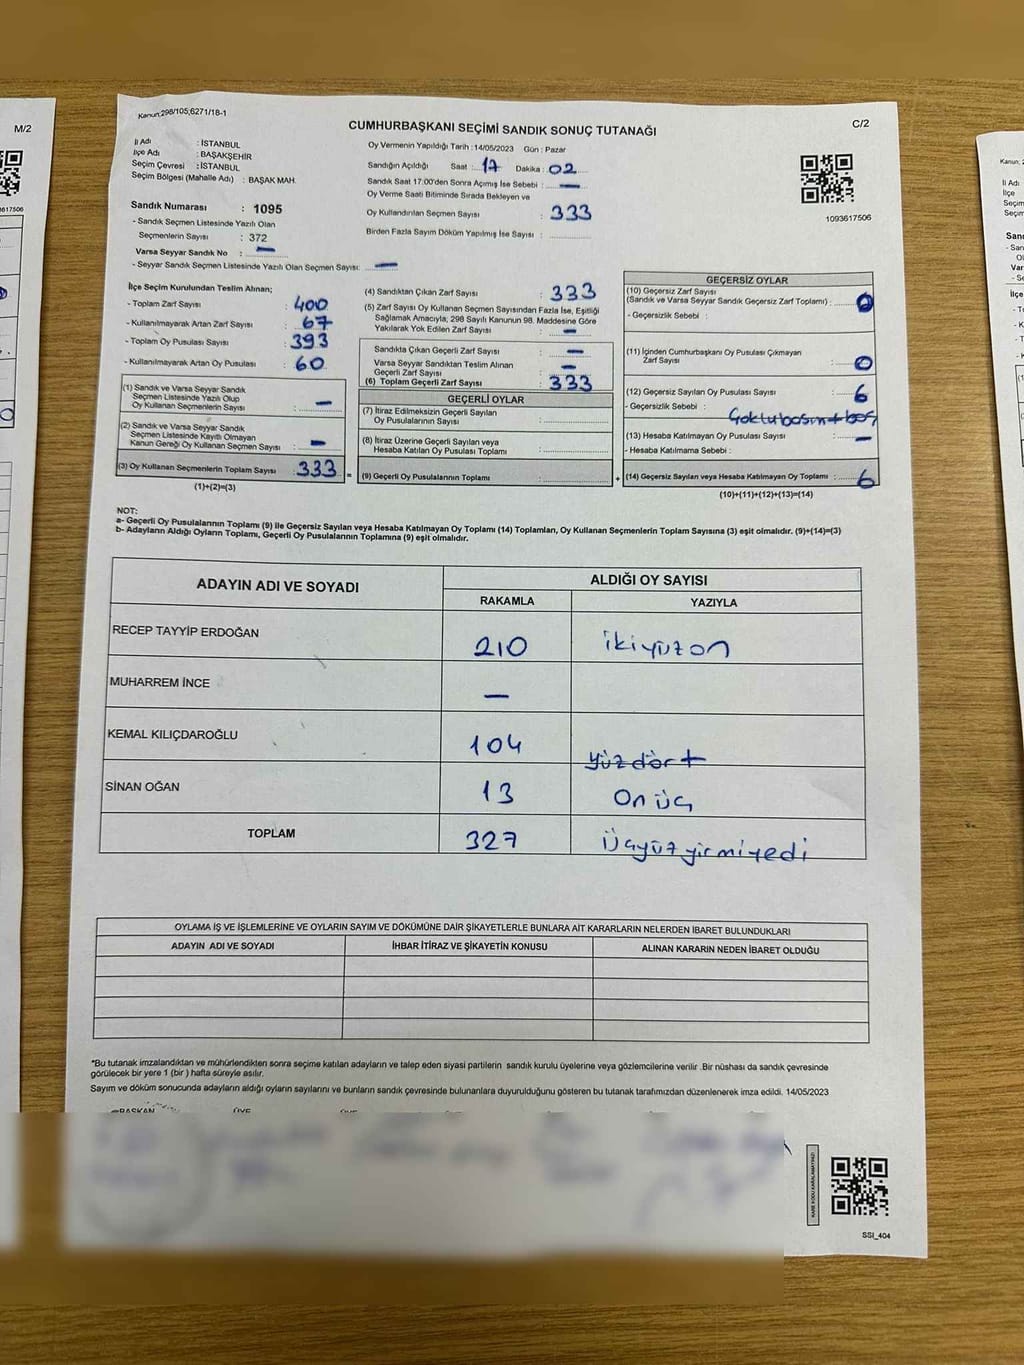 M/2
Kanun;298/105;6271/18-1
C/2
CUMHURBAŞKANI SEÇİMİ SANDIK SONUÇ TUTANAĞI
İl Adı : İSTANBUL
İlçe Adı : BAŞAKŞEHİR
Seçim Çevresi : İSTANBUL
Seçim Bölgesi (Mahalle Adı) : BAŞAK MAH.
Oy Vermenin Yapıldığı Tarih :14/05/2023 Gün : Pazar
Sandığın Açıldığı Saat : 17 Dakika : 02
Sandık Saat 17.00'den Sonra Açımış İse Sebebi : —
Oy Verme Saati Bitiminde Sırada Bekleyen ve
Oy Kullandırılan Seçmen Sayısı : 333
Birden Fazla Sayım Döküm Yapılmış İse Sayısı :
1093617506
Sandık Numarası : 1095
- Sandık Seçmen Listesinde Yazılı Olan
Seçmenlerin Sayısı : 372
Varsa Seyyar Sandık No : —
- Seyyar Sandık Seçmen Listesinde Yazılı Olan Seçmen Sayısı: —
İlçe Seçim Kurulundan Teslim Alınan;
- Toplam Zarf Sayısı : 400
- Kullanılmayarak Artan Zarf Sayısı : 67
- Toplam Oy Pusulası Sayısı : 393
- Kullanılmayarak Artan Oy Pusulası : 60
(1) Sandık ve Varsa Seyyar Sandık
Seçmen Listesinde Yazılı Olup
Oy Kullanan Seçmenlerin Sayısı : —
(2) Sandık ve Varsa Seyyar Sandık
Seçmen Listesinde Kayıtlı Olmayan
Kanun Gereği Oy Kullanan Seçmen Sayısı : —
(3) Oy Kullanan Seçmenlerin Toplam Sayısı : 333 =
(1)+(2)=(3)
(4) Sandıktan Çıkan Zarf Sayısı : 333
(5) Zarf Sayısı Oy Kullanan Seçmen Sayısından Fazla İse, Eşitliği
Sağlamak Amacıyla; 298 Sayılı Kanunun 98. Maddesine Göre
Yakılarak Yok Edilen Zarf Sayısı : —
Sandıkta Çıkan Geçerli Zarf Sayısı : —
Varsa Seyyar Sandıktan Teslim Alınan
Geçerli Zarf Sayısı : —
(6) Toplam Geçerli Zarf Sayısı : 333
GEÇERLİ OYLAR
(7) İtiraz Edilmeksizin Geçerli Sayılan
Oy Pusulasının Sayısı :
(8) İtiraz Üzerine Geçerli Sayılan veya
Hesaba Katılan Oy Pusulası Toplamı :
(9) Geçerli Oy Pusulalarının Toplamı : +
GEÇERSİZ OYLAR
(10) Geçersiz Zarf Sayısı
(Sandık ve Varsa Seyyar Sandık Geçersiz Zarf Toplamı) : 0
- Geçersizlik Sebebi :
(11) İçinden Cumhurbaşkanı Oy Pusulası Çıkmayan
Zarf Sayısı : 0
(12) Geçersiz Sayılan Oy Pusulası Sayısı : 6
- Geçersizlik Sebebi :
(13) Hesaba Katılmayan Oy Pusulası Sayısı : —
- Hesaba Katılmama Sebebi :
(14) Geçersiz Sayılan veya Hesaba Katılmayan Oy Toplamı : 6
(10)+(11)+(12)+(13)=(14)
NOT:
a- Geçerli Oy Pusulalarının Toplamı (9) ile Geçersiz Sayılan veya Hesaba Katılmayan Oy Toplamı (14) Toplamları, Oy Kullanan Seçmenlerin Toplam Sayısına (3) eşit olmalıdır. (9)+(14)=(3)
b- Adayların Aldığı Oyların Toplamı, Geçerli Oy Pusulalarının Toplamına (9) eşit olmalıdır.
ADAYIN ADI VE SOYADI ALDIĞI OY SAYISI
RAKAMLA YAZIYLA
RECEP TAYYİP ERDOĞAN 210 ikiyüzon
MUHARREM İNCE —
KEMAL KILIÇDAROĞLU 104 yüzdört
SİNAN OĞAN 13 On üç
TOPLAM 327 Üçyüzyirmiyedi
OYLAMA İŞ VE İŞLEMLERİNE VE OYLARIN SAYIM VE DÖKÜMÜNE DAİR ŞİKAYETLERLE BUNLARA AİT KARARLARIN NELERDEN İBARET BULUNDUKLARI
ADAYIN ADI VE SOYADI İHBAR İTİRAZ VE ŞİKAYETİN KONUSU ALINAN KARARIN NEDEN İBARET OLDUĞU
*Bu tutanak imzalandıktan ve mühürlendikten sonra seçime katılan adayların ve talep eden siyasi partilerin sandık kurulu üyelerine veya gözlemcilerine verilir .Bir nüshası da sandık çevresinde
görülecek bir yere 1 (bir ) hafta süreyle asılır.
Sayım ve döküm sonucunda adayların aldığı oyların sayılarını ve bunların sandık çevresinde bulunanlara duyurulduğunu gösteren bu tutanak tarafımızdan düzenlenerek imza edildi. 14/05/2023
BAŞKAN ÜYE
SSI_404